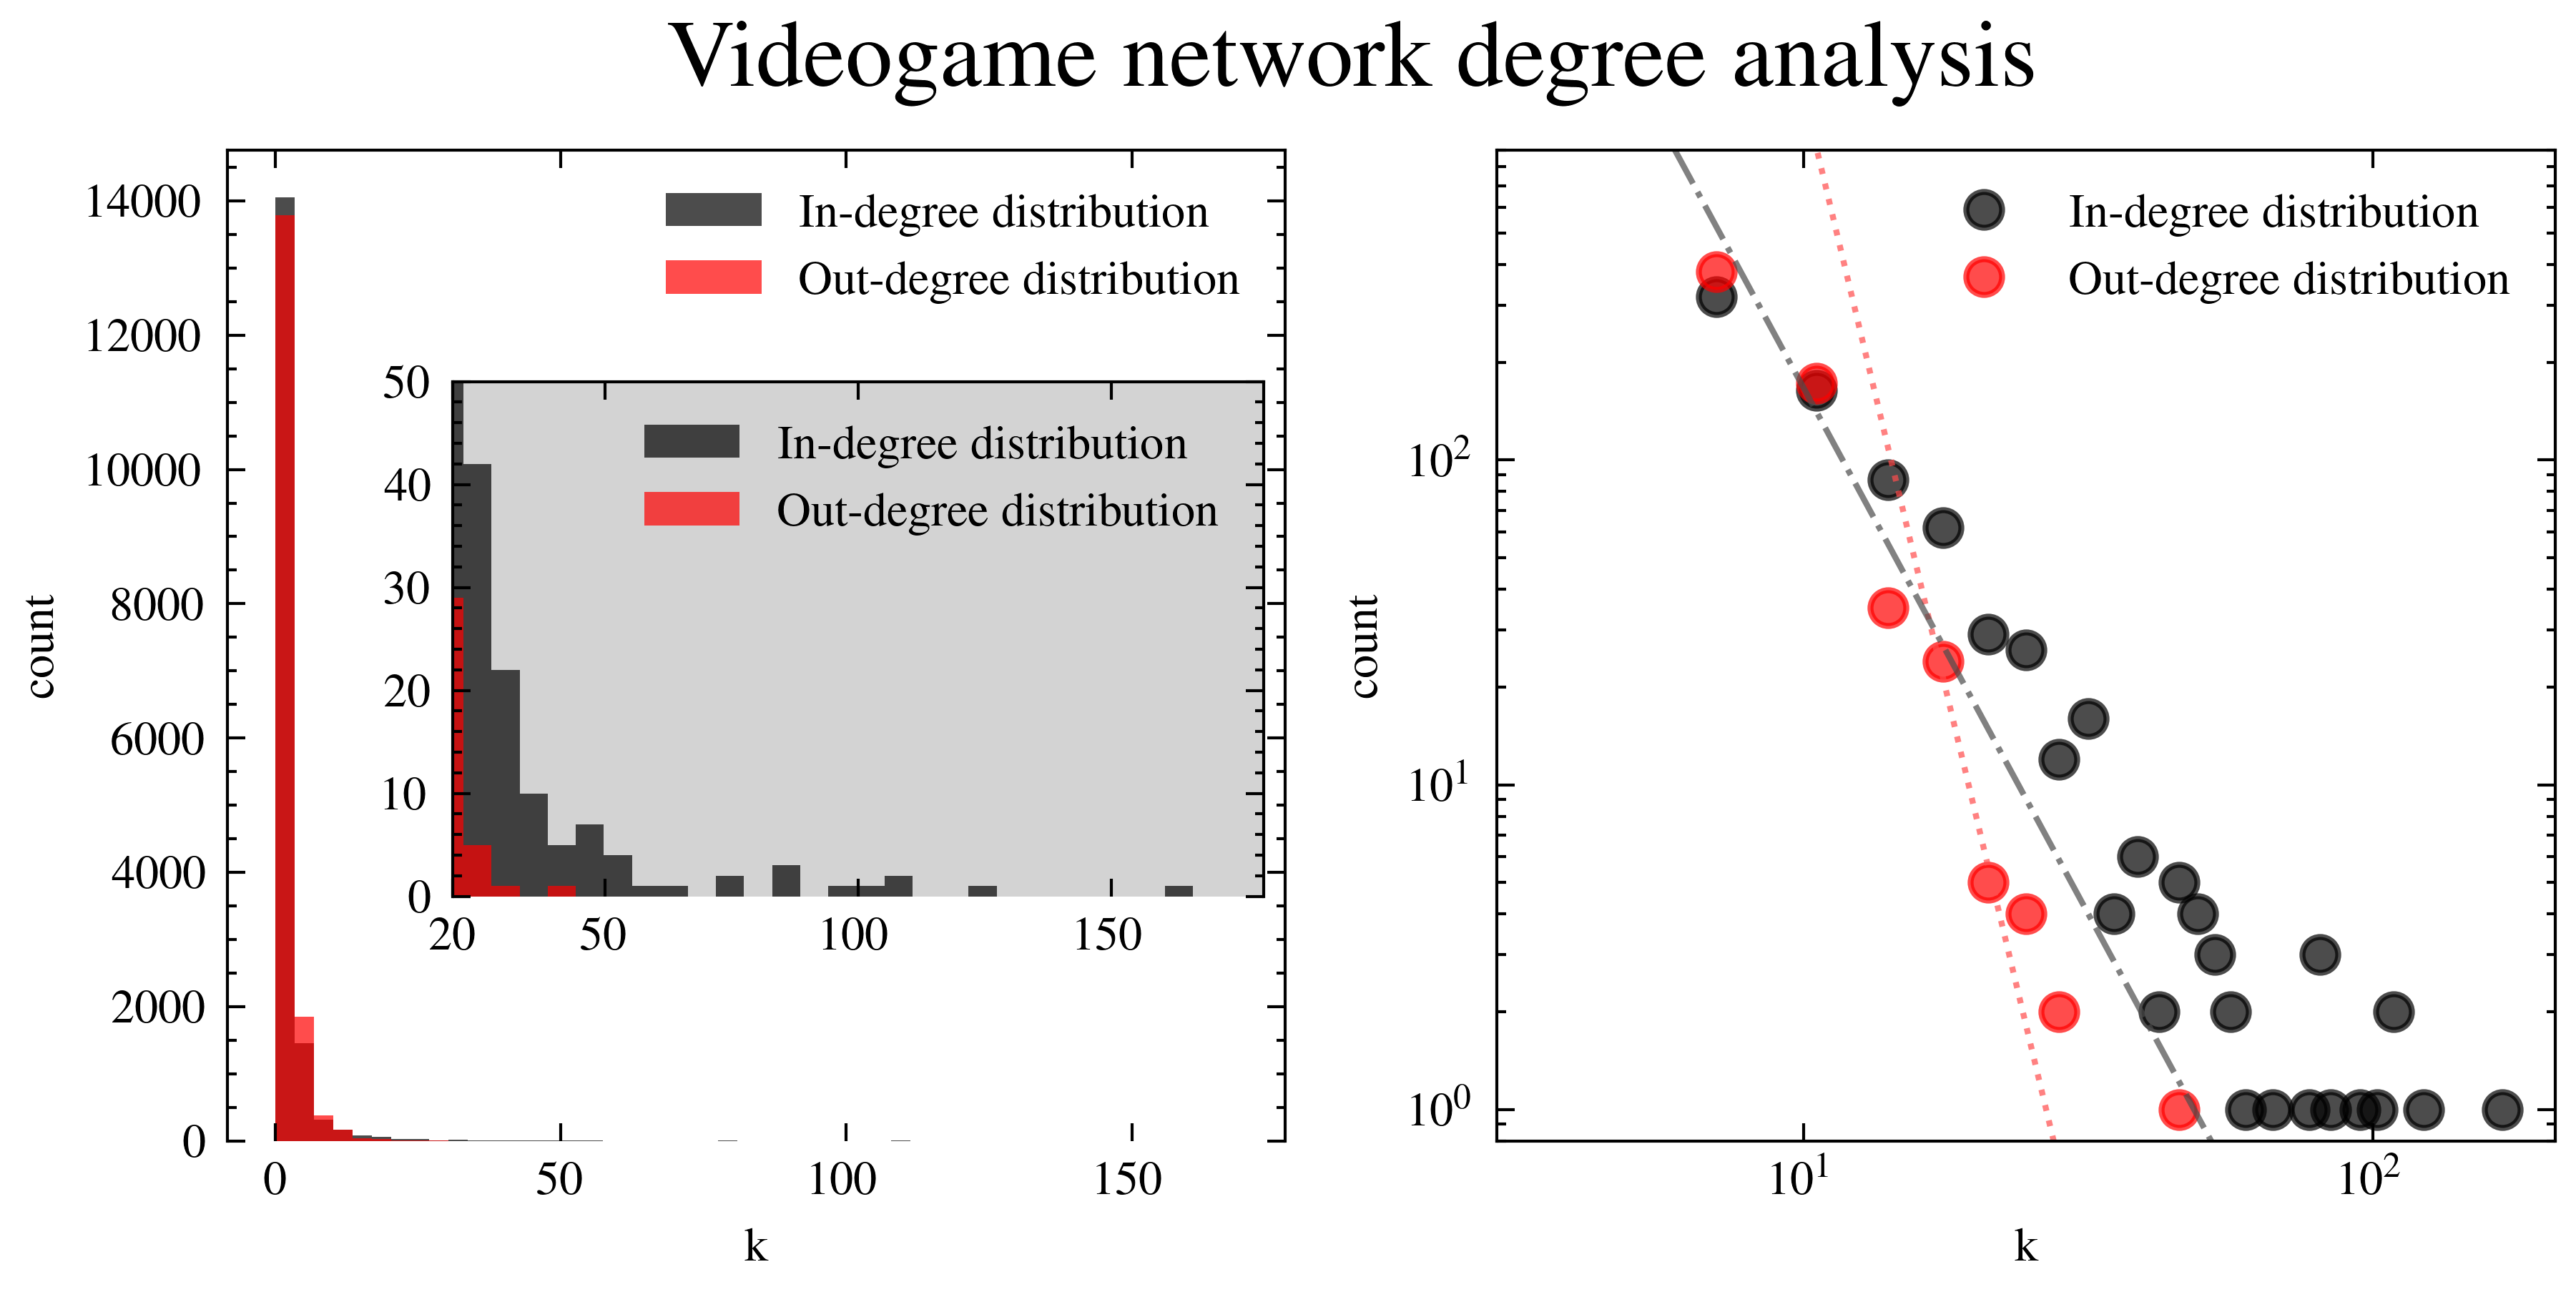 Videogame network degree analysis
14000
12000
10000
8000
6000
4000
2000
0
count
In-degree distribution
Out-degree distribution
50
40
30
20
10
0
In-degree distribution
Out-degree distribution
20 50 100 150
0 50 100 150
k
10²
10¹
10⁰
count
In-degree distribution
Out-degree distribution
10¹ 10²
k